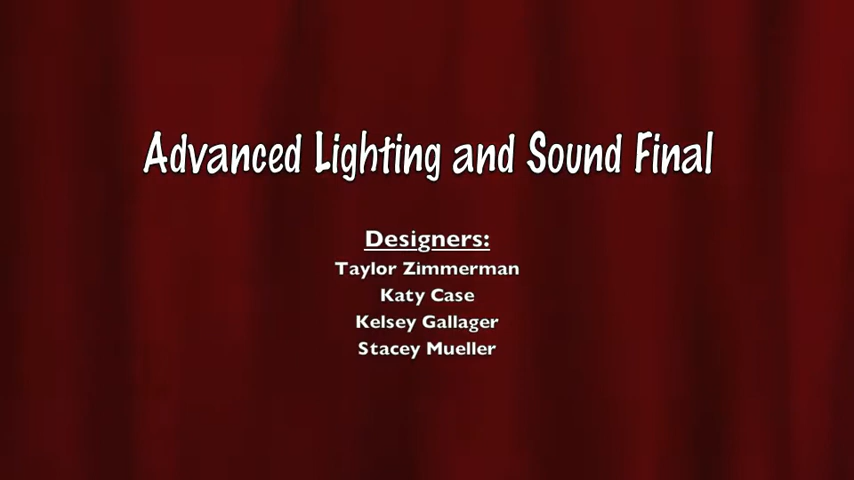 Advanced Lighting and Sound Final
Designers:
Taylor Zimmerman
Katy Case
Kelsey Gallager
Stacey Mueller